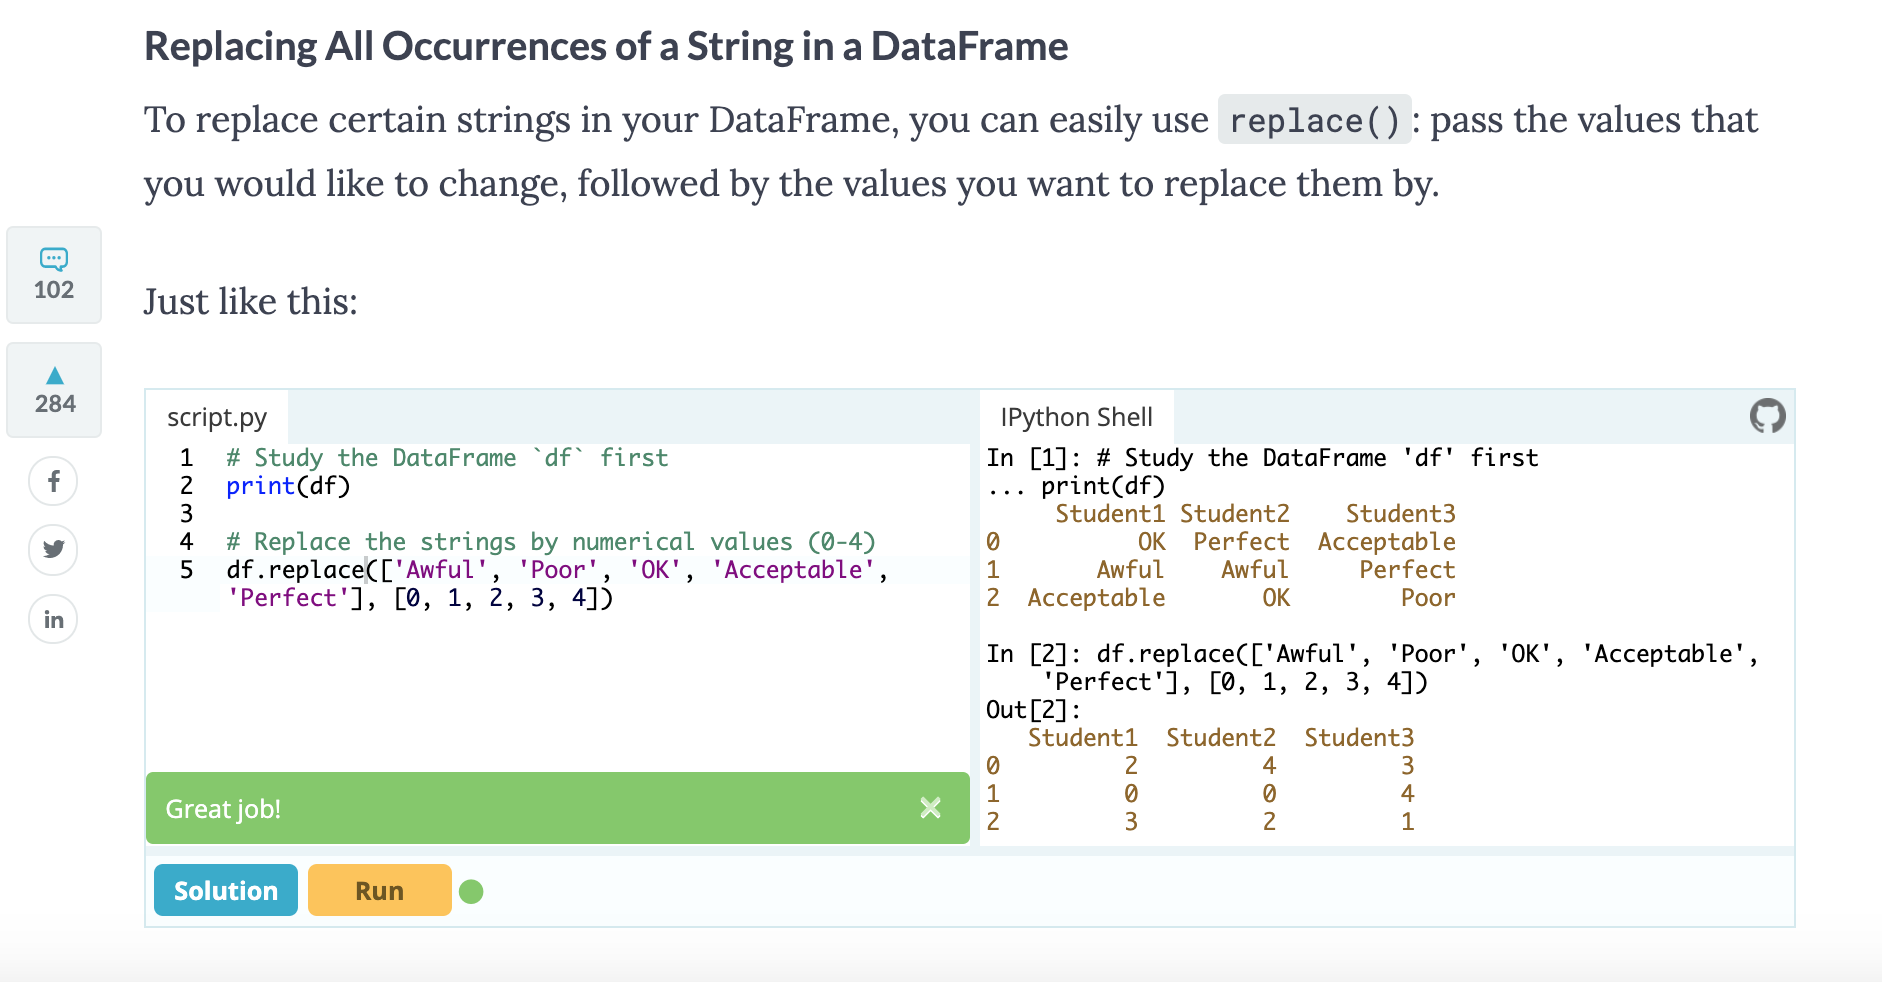 Replacing All Occurrences of a String in a DataFrame
To replace certain strings in your DataFrame, you can easily use replace(): pass the values that
you would like to change, followed by the values you want to replace them by.
Just like this:
102
284
f
in
script.py
1 # Study the DataFrame `df` first
2 print(df)
3
4 # Replace the strings by numerical values (0-4)
5 df.replace(['Awful', 'Poor', 'OK', 'Acceptable',
'Perfect'], [0, 1, 2, 3, 4])
Great job!
Solution
Run
IPython Shell
In [1]: # Study the DataFrame 'df' first
... print(df)
Student1 Student2 Student3
0 OK Perfect Acceptable
1 Awful Awful Perfect
2 Acceptable OK Poor
In [2]: df.replace(['Awful', 'Poor', 'OK', 'Acceptable',
'Perfect'], [0, 1, 2, 3, 4])
Out[2]:
Student1 Student2 Student3
0 2 4 3
1 0 0 4
2 3 2 1